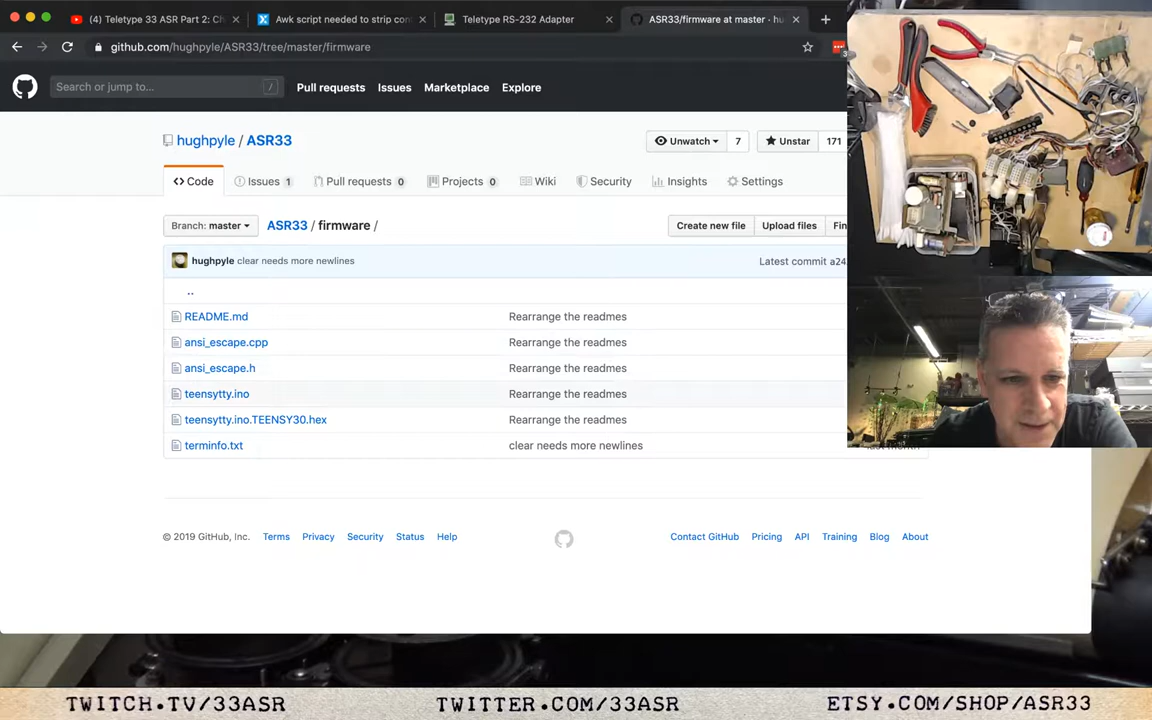 (4) Teletype 33 ASR Part 2: Ch
Awk script needed to strip con
Teletype RS-232 Adapter
ASR33/firmware at master · hu
github.com/hughpyle/ASR33/tree/master/firmware
Search or jump to...
/
Pull requests
Issues
Marketplace
Explore
hughpyle / ASR33
Unwatch
7
Unstar
171
Code
Issues 1
Pull requests 0
Projects 0
Wiki
Security
Insights
Settings
Branch: master
ASR33 / firmware /
Create new file
Upload files
Fin
hughpyle clear needs more newlines
Latest commit a24
..
README.md
Rearrange the readmes
ansi_escape.cpp
Rearrange the readmes
ansi_escape.h
Rearrange the readmes
teensytty.ino
Rearrange the readmes
teensytty.ino.TEENSY30.hex
Rearrange the readmes
terminfo.txt
clear needs more newlines
last month
© 2019 GitHub, Inc.
Terms
Privacy
Security
Status
Help
Contact GitHub
Pricing
API
Training
Blog
About
TWITCH.TV/33ASR
TWITTER.COM/33ASR
ETSY.COM/SHOP/ASR33